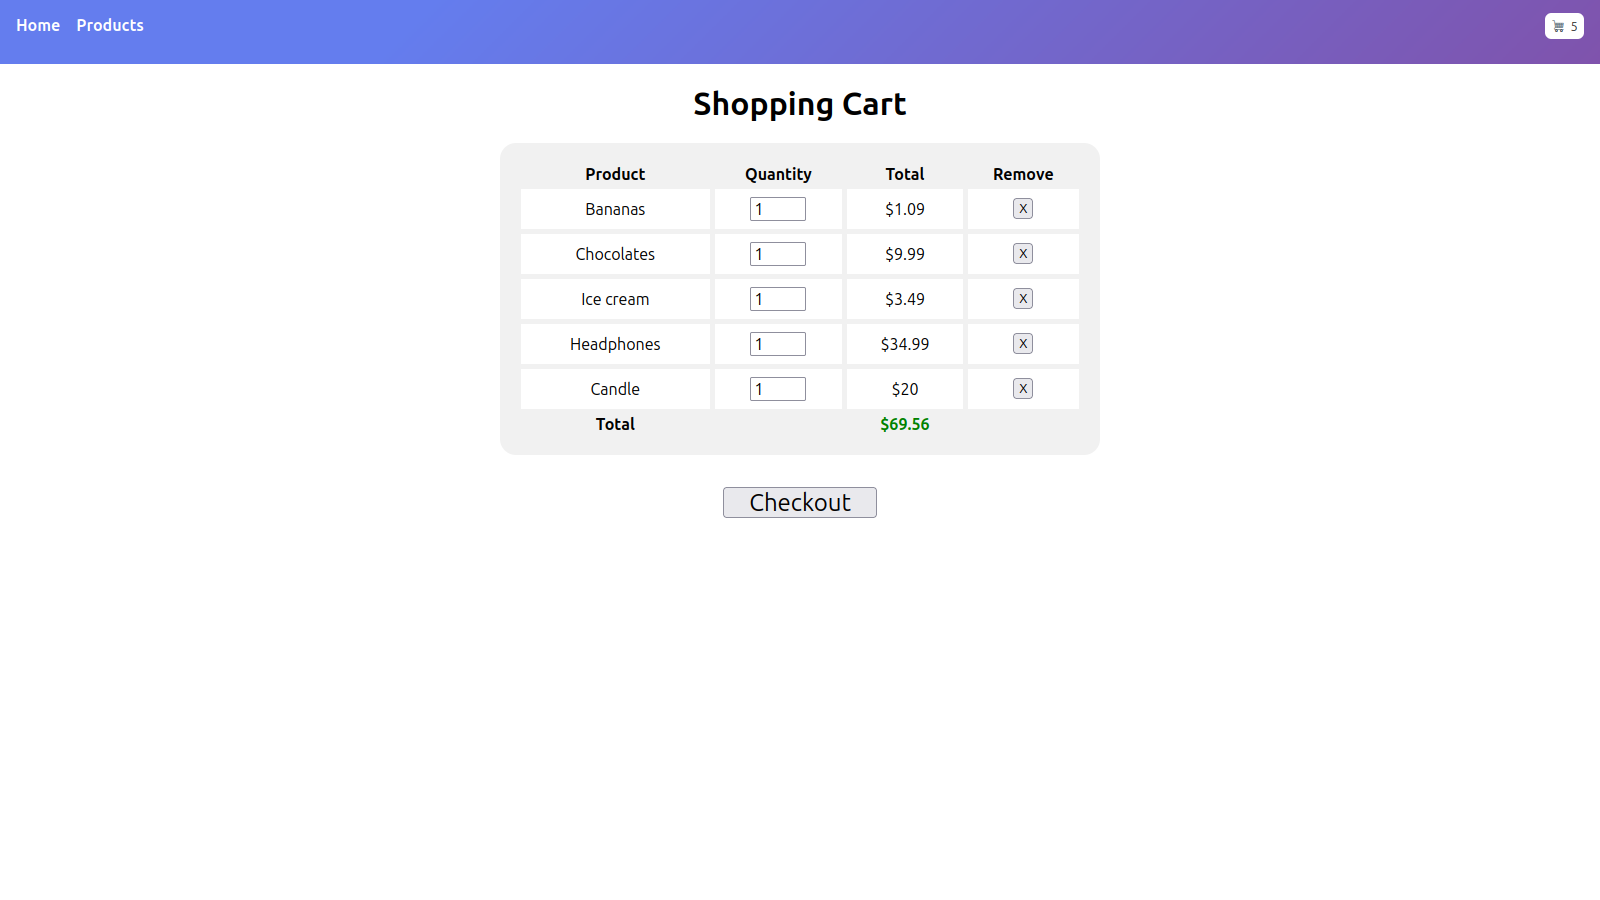 Home Products 5
Shopping Cart
Product Quantity Total Remove
Bananas 1 $1.09 X
Chocolates 1 $9.99 X
Ice cream 1 $3.49 X
Headphones 1 $34.99 X
Candle 1 $20 X
Total $69.56
Checkout